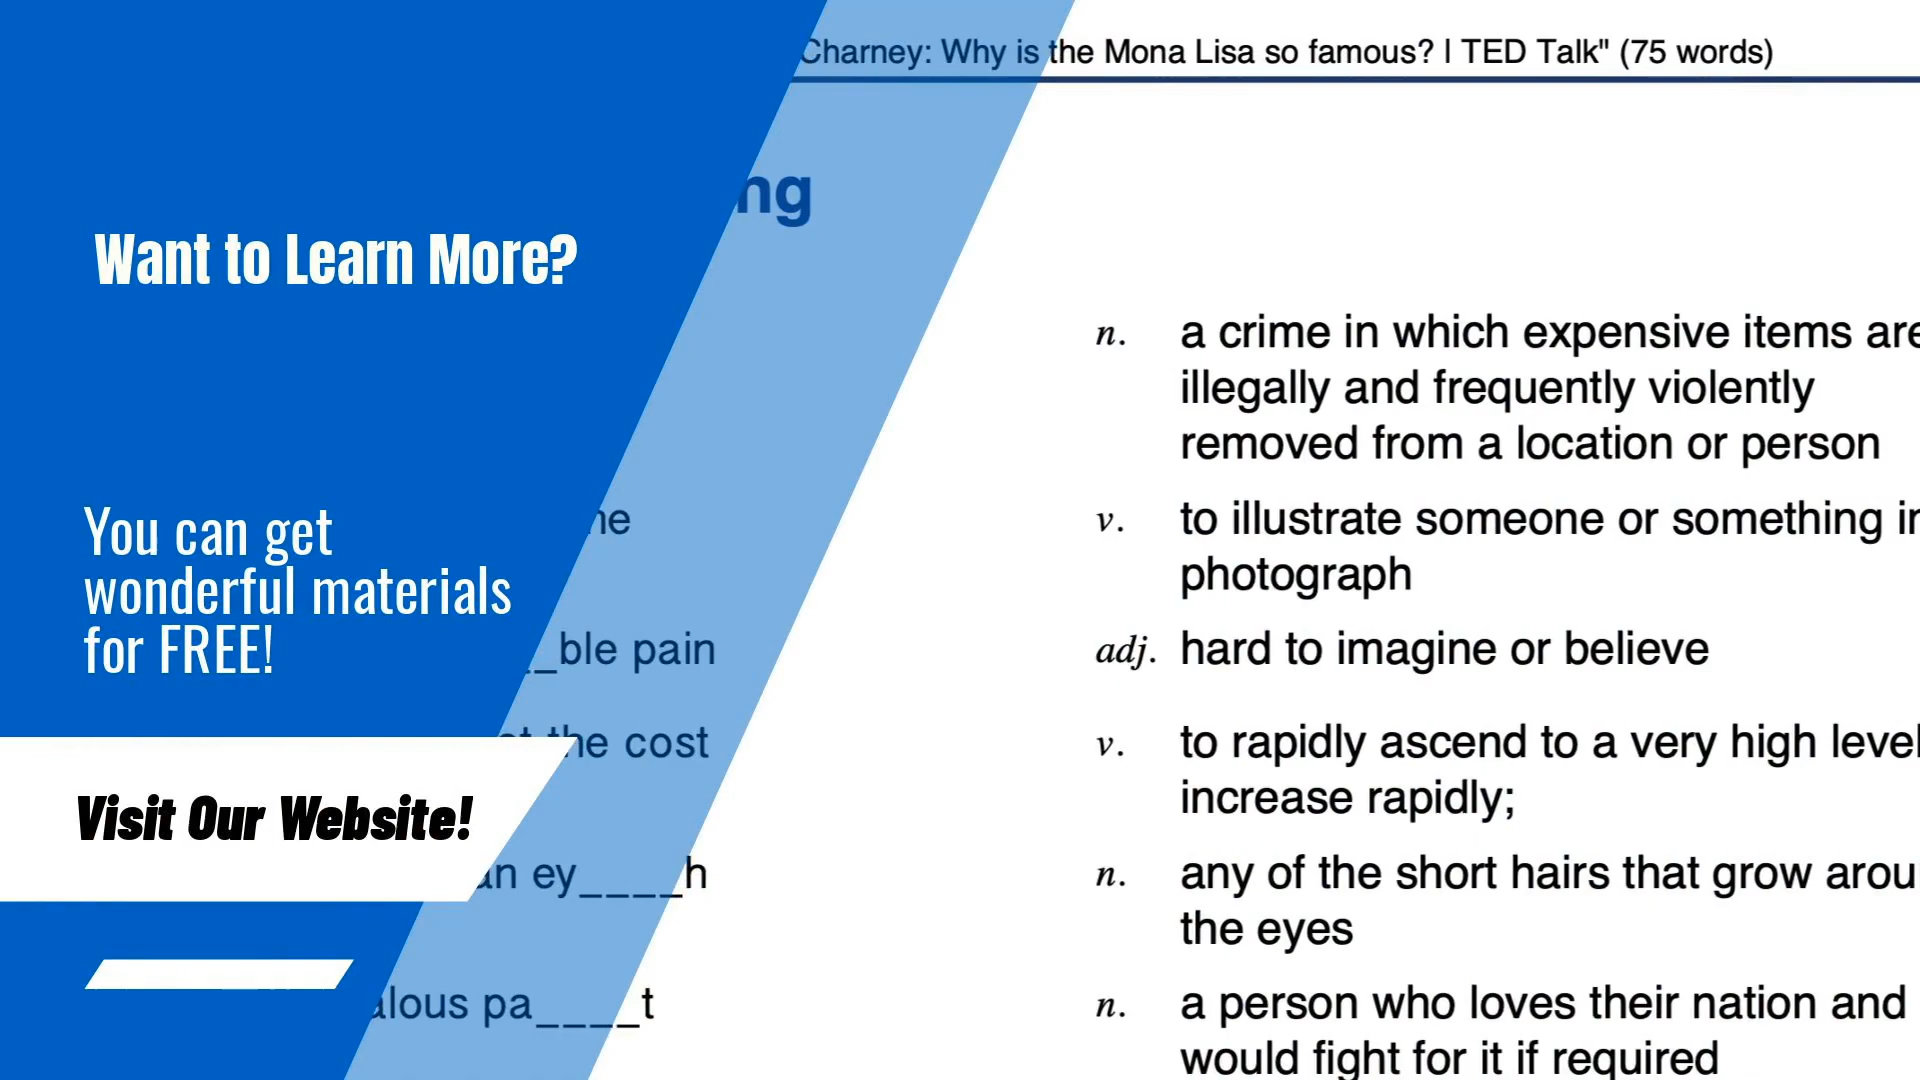 Charney: Why is the Mona Lisa so famous? | TED Talk" (75 words)
ng
Want to Learn More?
You can get
wonderful materials
for FREE!
Visit Our Website!
ne
_ble pain
the cost
an ey____h
alous pa____t
n. a crime in which expensive items are
illegally and frequently violently
removed from a location or person
v. to illustrate someone or something in
photograph
adj. hard to imagine or believe
v. to rapidly ascend to a very high level
increase rapidly;
n. any of the short hairs that grow arou
the eyes
n. a person who loves their nation and
would fight for it if required